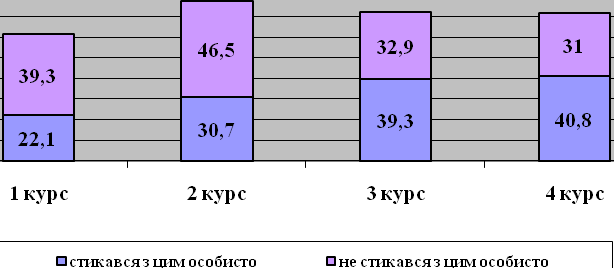 39,3 46,5 32,9 31
22,1 30,7 39,3 40,8
1 курс 2 курс 3 курс 4 курс
стикався з цим особисто не стикався з цим особисто